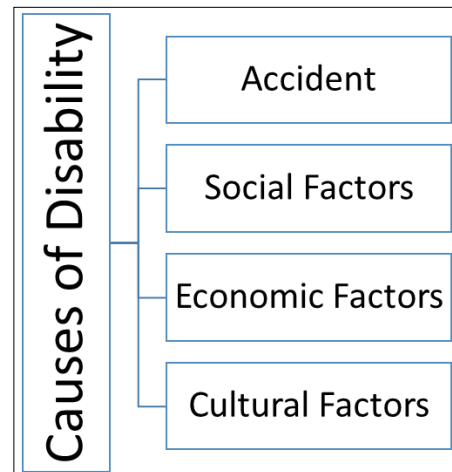 Causes of Disability
Accident
Social Factors
Economic Factors
Cultural Factors